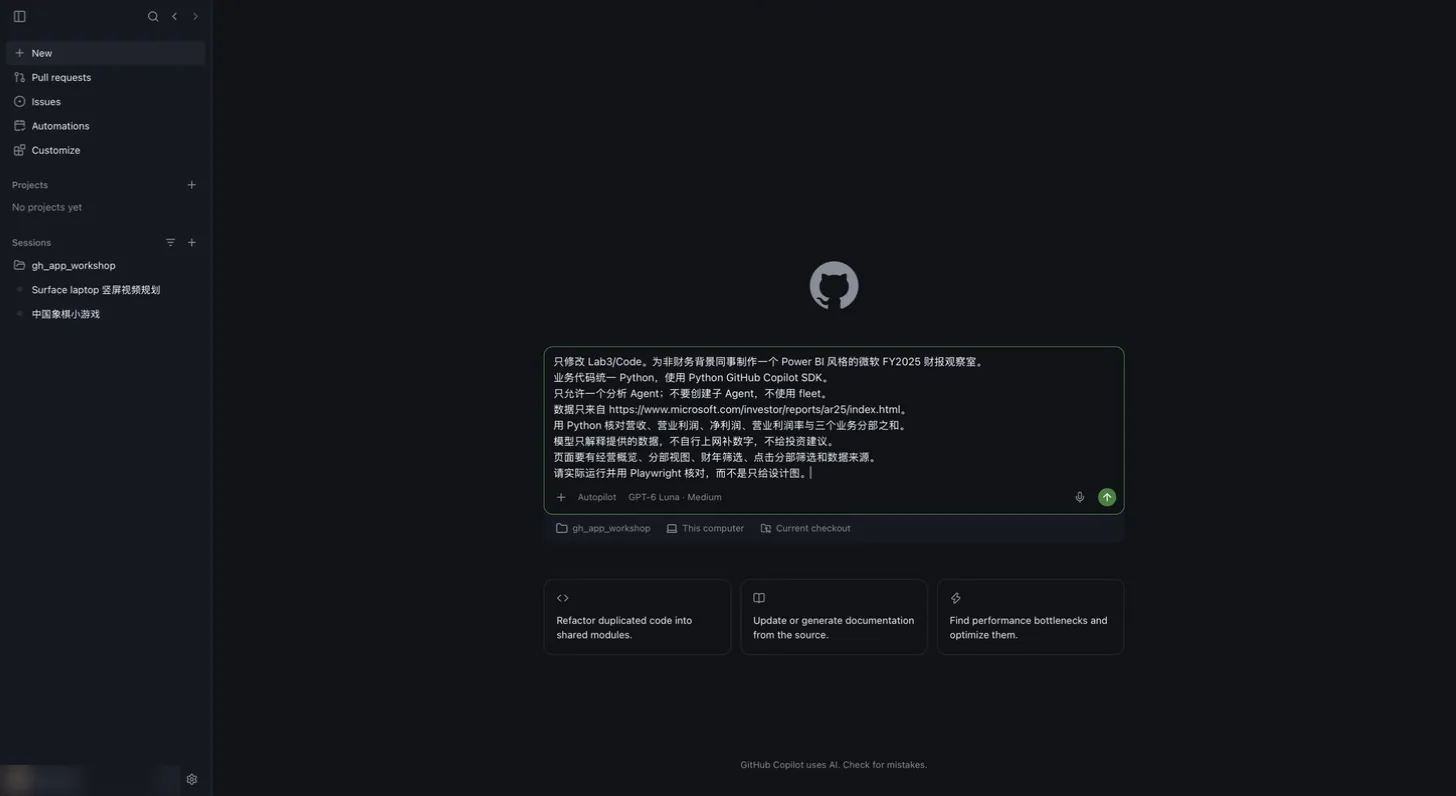 New
Pull requests
Issues
Automations
Customize
Projects
No projects yet
Sessions
gh_app_workshop
Surface laptop 竖屏视频规划
中国象棋小游戏
只修改 Lab3/Code。为非财务背景同事制作一个 Power BI 风格的微软 FY2025 财报观察室。
业务代码统一 Python，使用 Python GitHub Copilot SDK。
只允许一个分析 Agent；不要创建子 Agent，不使用 fleet。
数据只来自 https://www.microsoft.com/investor/reports/ar25/index.html。
用 Python 核对营收、营业利润、净利润、营业利润率与三个业务分部之和。
模型只解释提供的数据，不自行上网补数字，不给投资建议。
页面要有经营概览、分部视图、财年筛选、点击分部筛选和数据来源。
请实际运行并用 Playwright 核对，而不是只给设计图。
Autopilot GPT-6 Luna · Medium
gh_app_workshop This computer Current checkout
Refactor duplicated code into
shared modules.
Update or generate documentation
from the source.
Find performance bottlenecks and
optimize them.
GitHub Copilot uses AI. Check for mistakes.